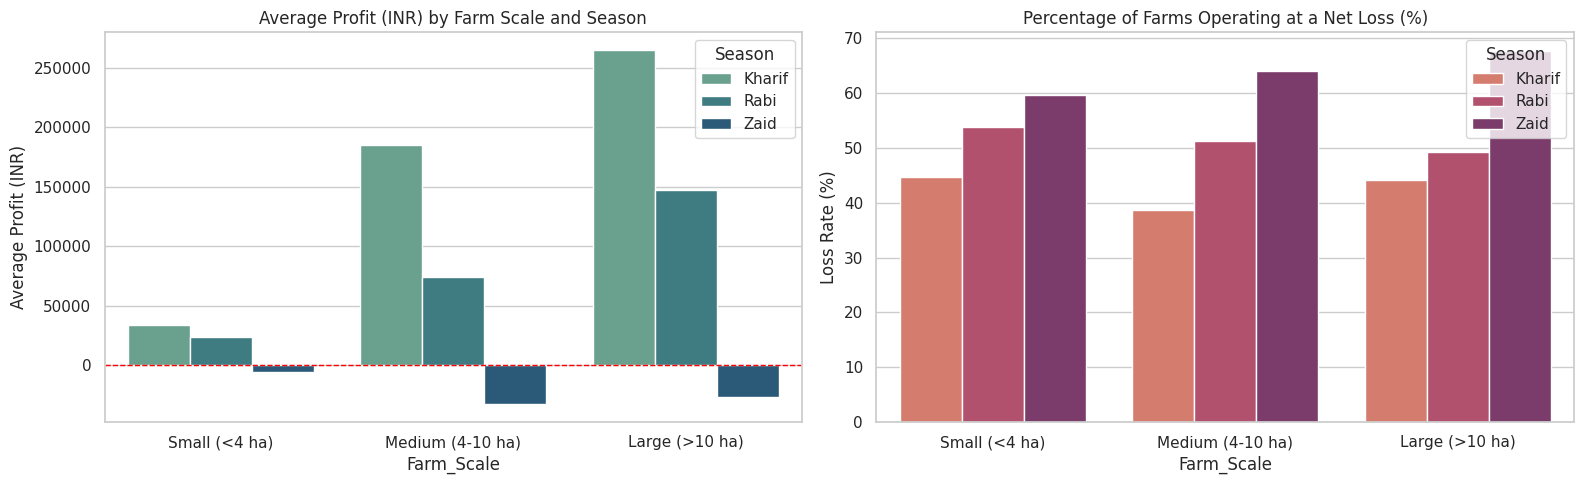 Average Profit (INR) by Farm Scale and Season
Average Profit (INR)
250000
200000
150000
100000
50000
0
Season
Kharif
Rabi
Zaid
Small (<4 ha)
Medium (4-10 ha)
Large (>10 ha)
Farm_Scale
Percentage of Farms Operating at a Net Loss (%)
Loss Rate (%)
70
60
50
40
30
20
10
0
Season
Kharif
Rabi
Zaid
Small (<4 ha)
Medium (4-10 ha)
Large (>10 ha)
Farm_Scale